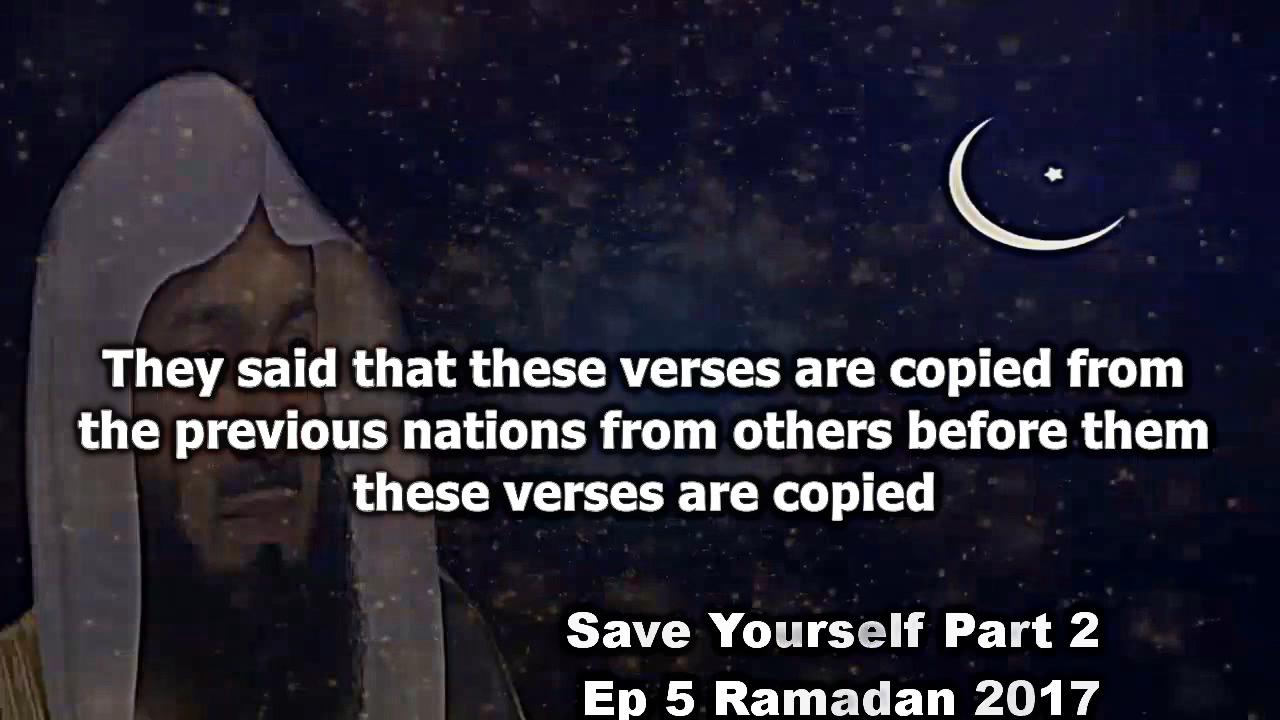 They said that these verses are copied from
the previous nations from others before them
these verses are copied
Save Yourself Part 2
Ep 5 Ramadan 2017